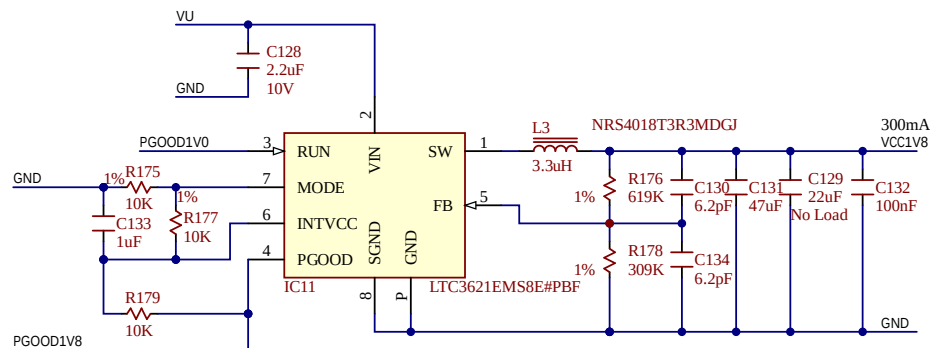 VU
C128
2.2uF
10V
GND
2
300mA
VCC1V8
L3
NRS4018T3R3MDGJ
3.3uH
PGOOD1V0
3
RUN
VIN
SW
1
GND
1%
R175
10K
7
MODE
1%
R177
10K
C133
1uF
6
INTVCC
FB
5
R176
619K
1%
C130
6.2pF
C131
47uF
C129
22uF
No Load
C132
100nF
4
PGOOD
SGND
GND
R178
309K
1%
C134
6.2pF
IC11
LTC3621EMS8E#PBF
8
P
R179
10K
GND
PGOOD1V8